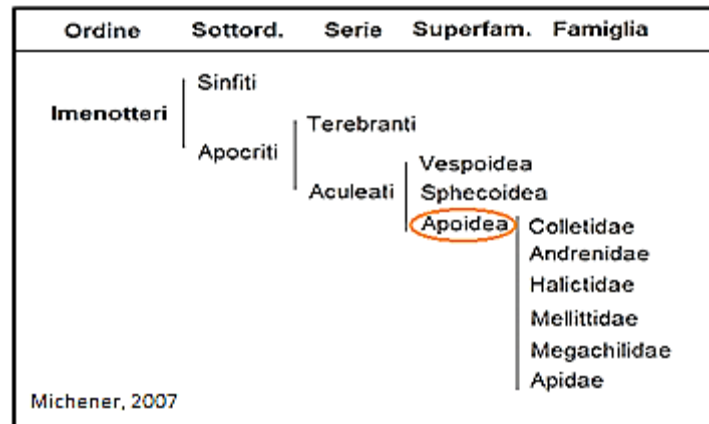 Ordine Sottord. Serie Superfam. Famiglia
Sinfiti
Imenotteri
Terebranti
Apocriti
Vespoidea
Aculeati Sphecoidea
Apoidea Colletidae
Andrenidae
Halictidae
Mellittidae
Megachilidae
Apidae
Michener, 2007